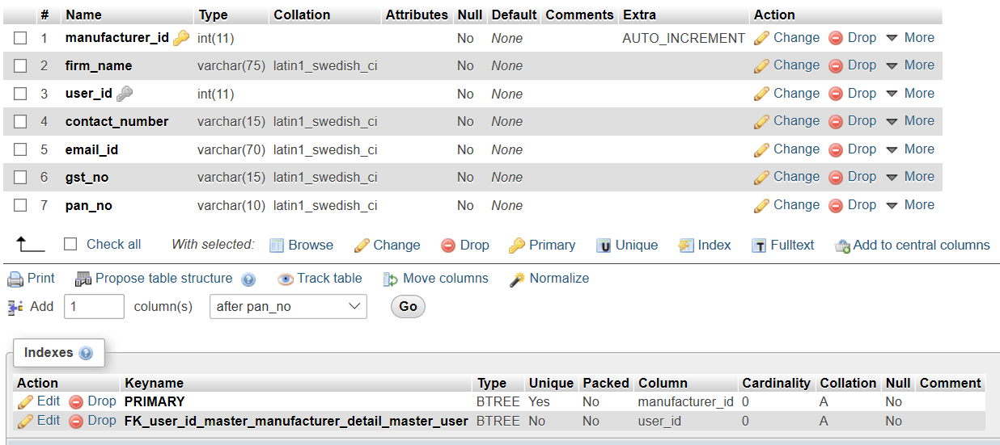 # Name Type Collation Attributes Null Default Comments Extra Action
1 manufacturer_id int(11) No None AUTO_INCREMENT Change Drop More
2 firm_name varchar(75) latin1_swedish_ci No None Change Drop More
3 user_id int(11) No None Change Drop More
4 contact_number varchar(15) latin1_swedish_ci No None Change Drop More
5 email_id varchar(70) latin1_swedish_ci No None Change Drop More
6 gst_no varchar(15) latin1_swedish_ci No None Change Drop More
7 pan_no varchar(10) latin1_swedish_ci No None Change Drop More
Check all With selected: Browse Change Drop Primary Unique Index Fulltext Add to central columns
Print Propose table structure Track table Move columns Normalize
Add 1 column(s) after pan_no Go
Indexes
Action Keyname Type Unique Packed Column Cardinality Collation Null Comment
Edit Drop PRIMARY BTREE Yes No manufacturer_id 0 A No
Edit Drop FK_user_id_master_manufacturer_detail_master_user BTREE No No user_id 0 A No